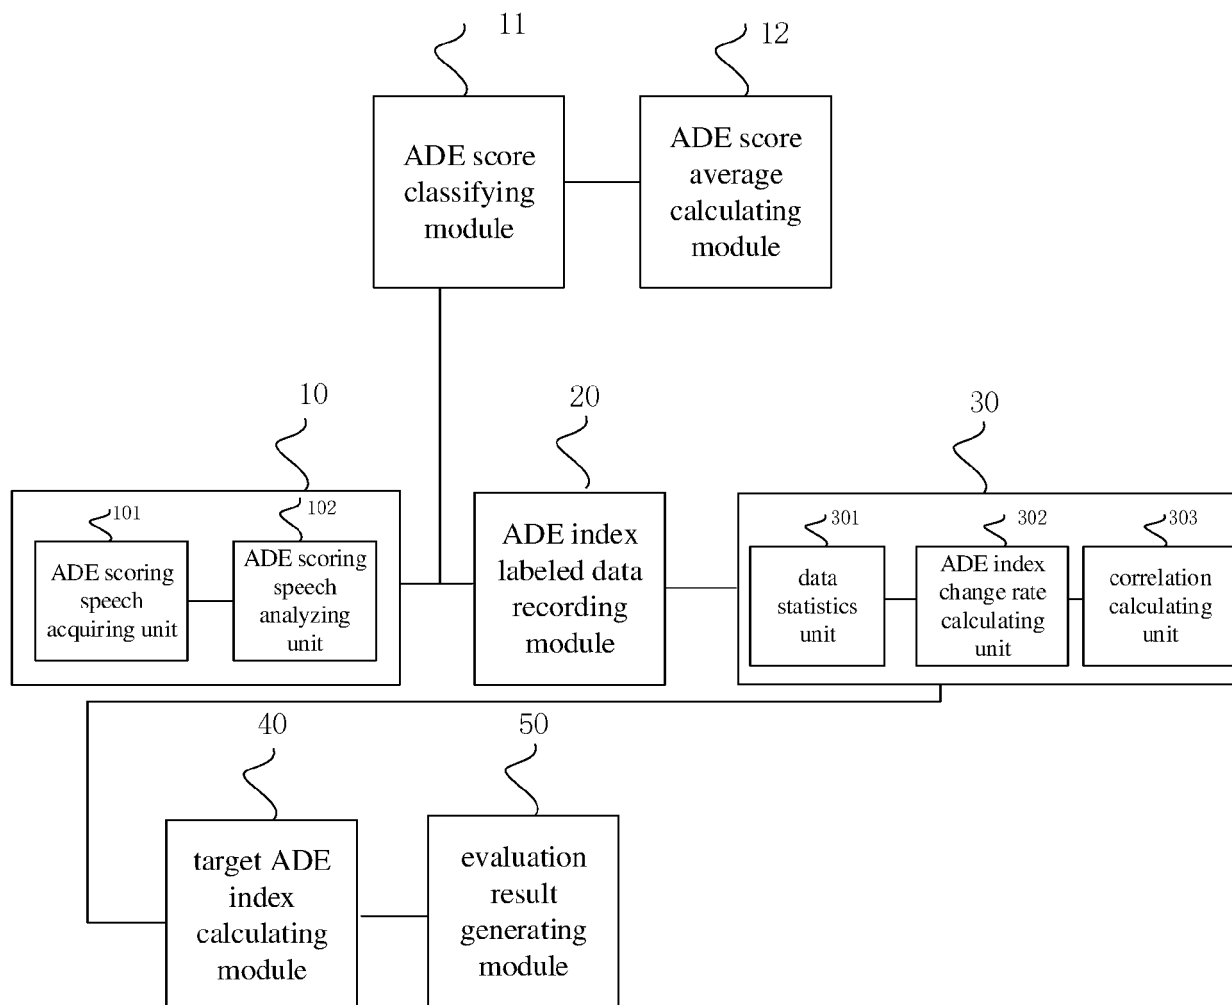 11
12
ADE score
classifying
module
ADE score
average
calculating
module
10
20
30
101
102
301
302
303
ADE scoring
speech
acquiring unit
ADE scoring
speech
analyzing
unit
ADE index
labeled data
recording
module
data
statistics
unit
ADE index
change rate
calculating
unit
correlation
calculating
unit
40
50
target ADE
index
calculating
module
evaluation
result
generating
module